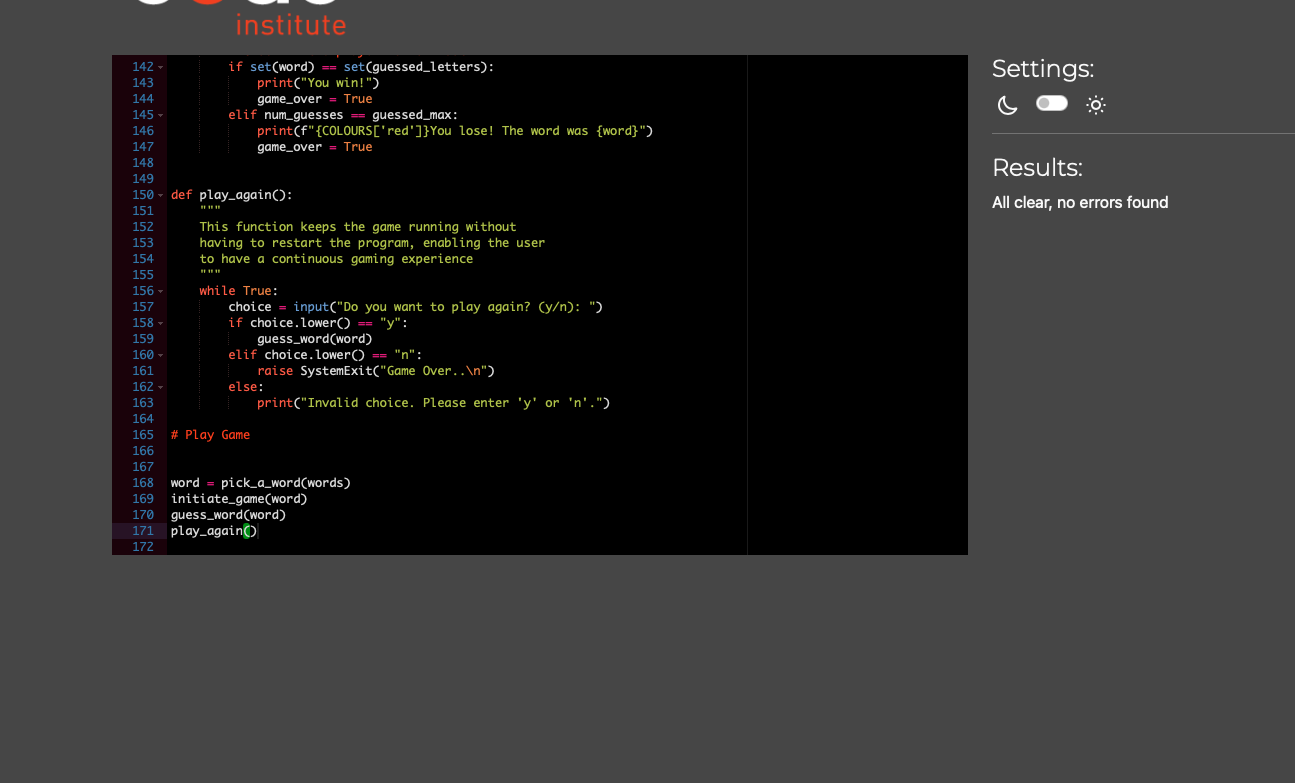 institute
142 if set(word) == set(guessed_letters):
143 print("You win!")
144 game_over = True
145 elif num_guesses == guessed_max:
146 print(f"{COLOURS['red']}You lose! The word was {word}")
147 game_over = True
148
149
150 def play_again():
151 """
152 This function keeps the game running without
153 having to restart the program, enabling the user
154 to have a continuous gaming experience
155 """
156 while True:
157 choice = input("Do you want to play again? (y/n): ")
158 if choice.lower() == "y":
159 guess_word(word)
160 elif choice.lower() == "n":
161 raise SystemExit("Game Over..\n")
162 else:
163 print("Invalid choice. Please enter 'y' or 'n'.")
164
165 # Play Game
166
167
168 word = pick_a_word(words)
169 initiate_game(word)
170 guess_word(word)
171 play_again()
172
Settings:
Results:
All clear, no errors found